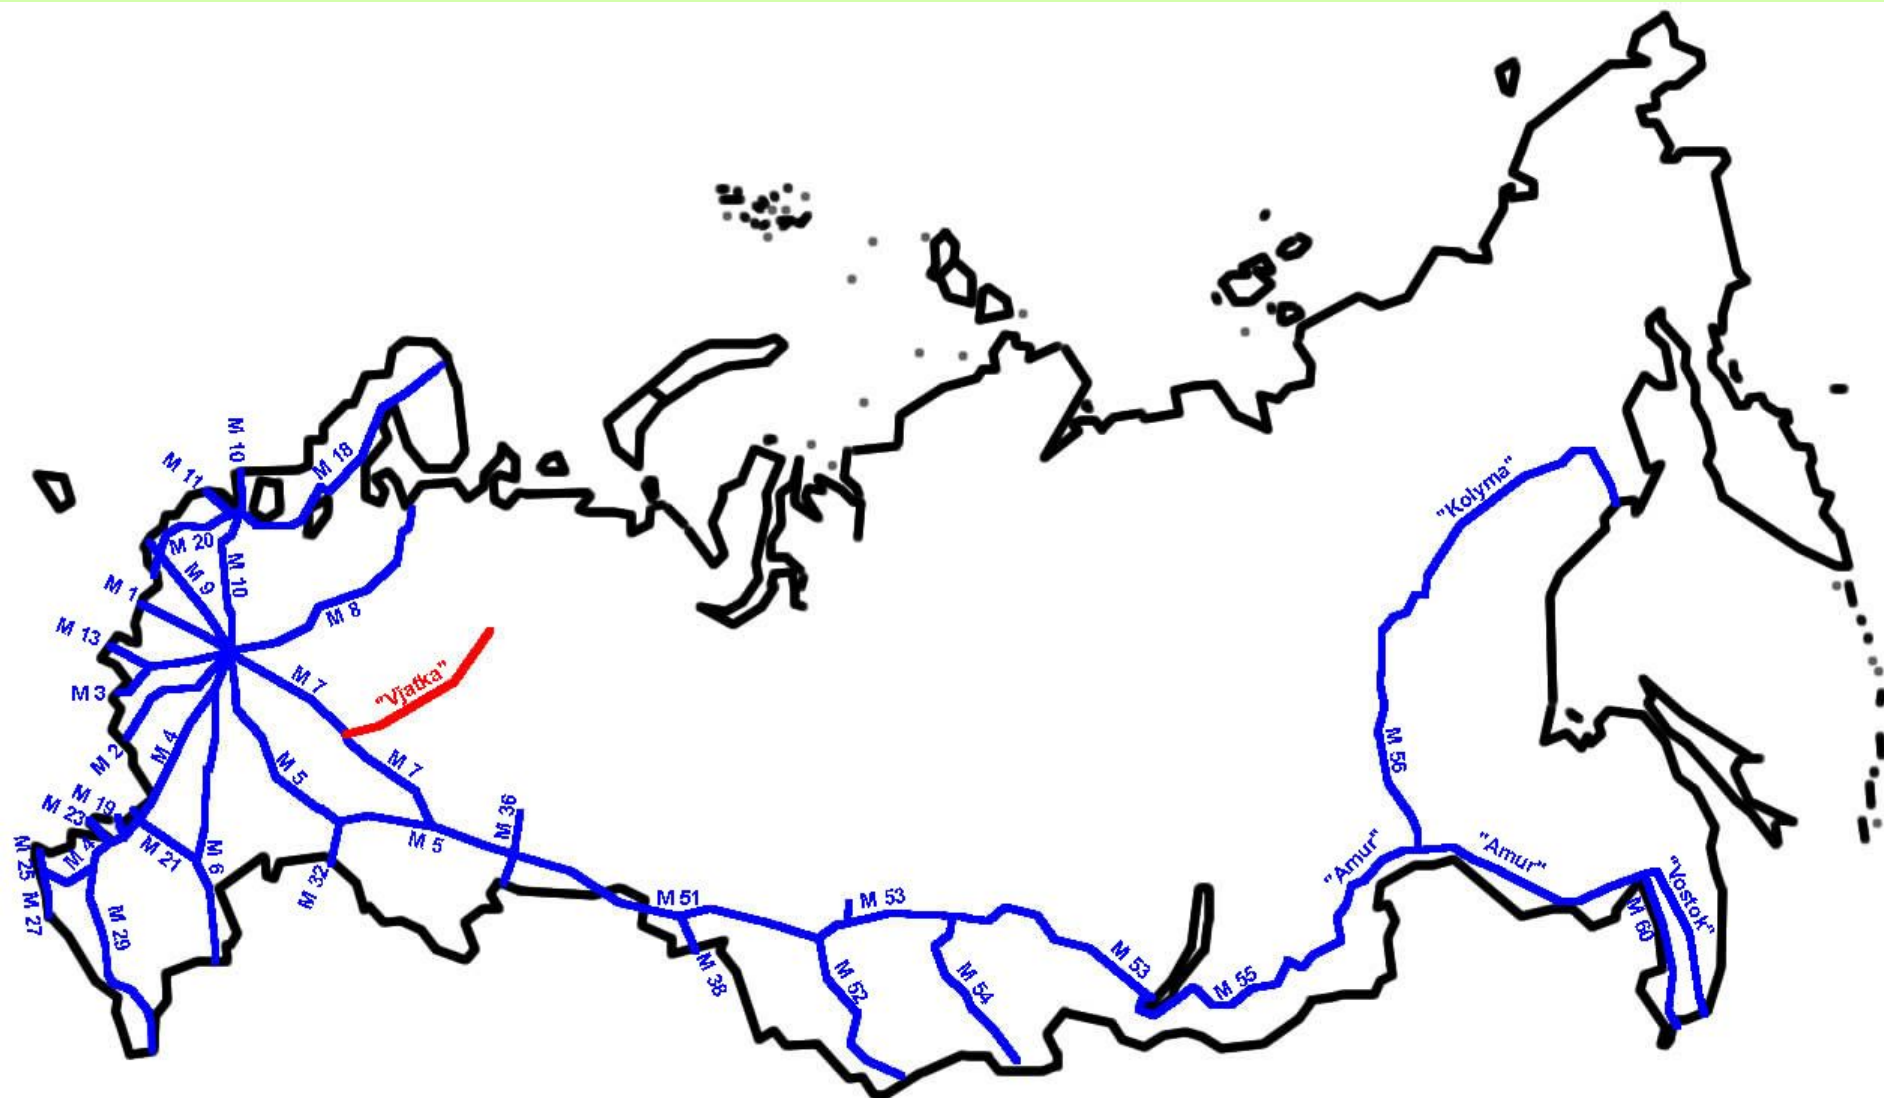 M 10
M 11
M 18
"Kolyma"
M 20
M 9
M 10
M 1
M 8
M 13
M 7
"Vjatka"
M 3
M 2
M 4
M 5
M 7
M 56
M 19
M 23
M 36
M 25
M 4
M 21
M 6
M 5
"Amur"
"Amur"
M 32
M 51
M 53
"Vostok"
M 27
M 29
M 60
M 38
M 52
M 54
M 53
M 55